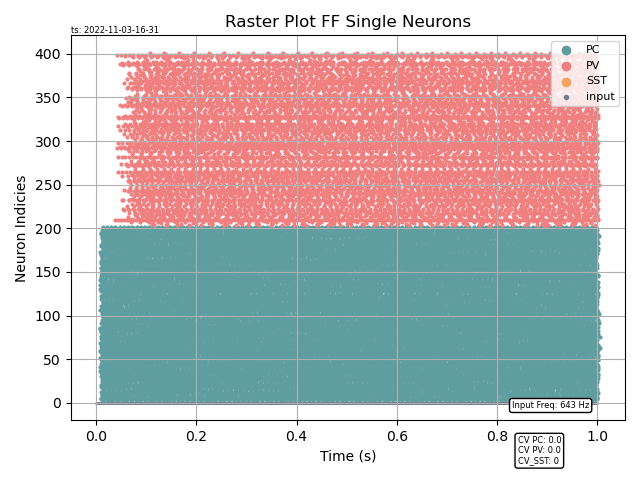 Raster Plot FF Single Neurons
ts: 2022-11-03-16-31
PC
PV
SST
input
400
350
300
250
200
150
100
50
0
Neuron Indicies
Input Freq: 643 Hz
0.0 0.2 0.4 0.6 0.8 1.0
Time (s)
CV PC: 0.0
CV PV: 0.0
CV_SST: 0